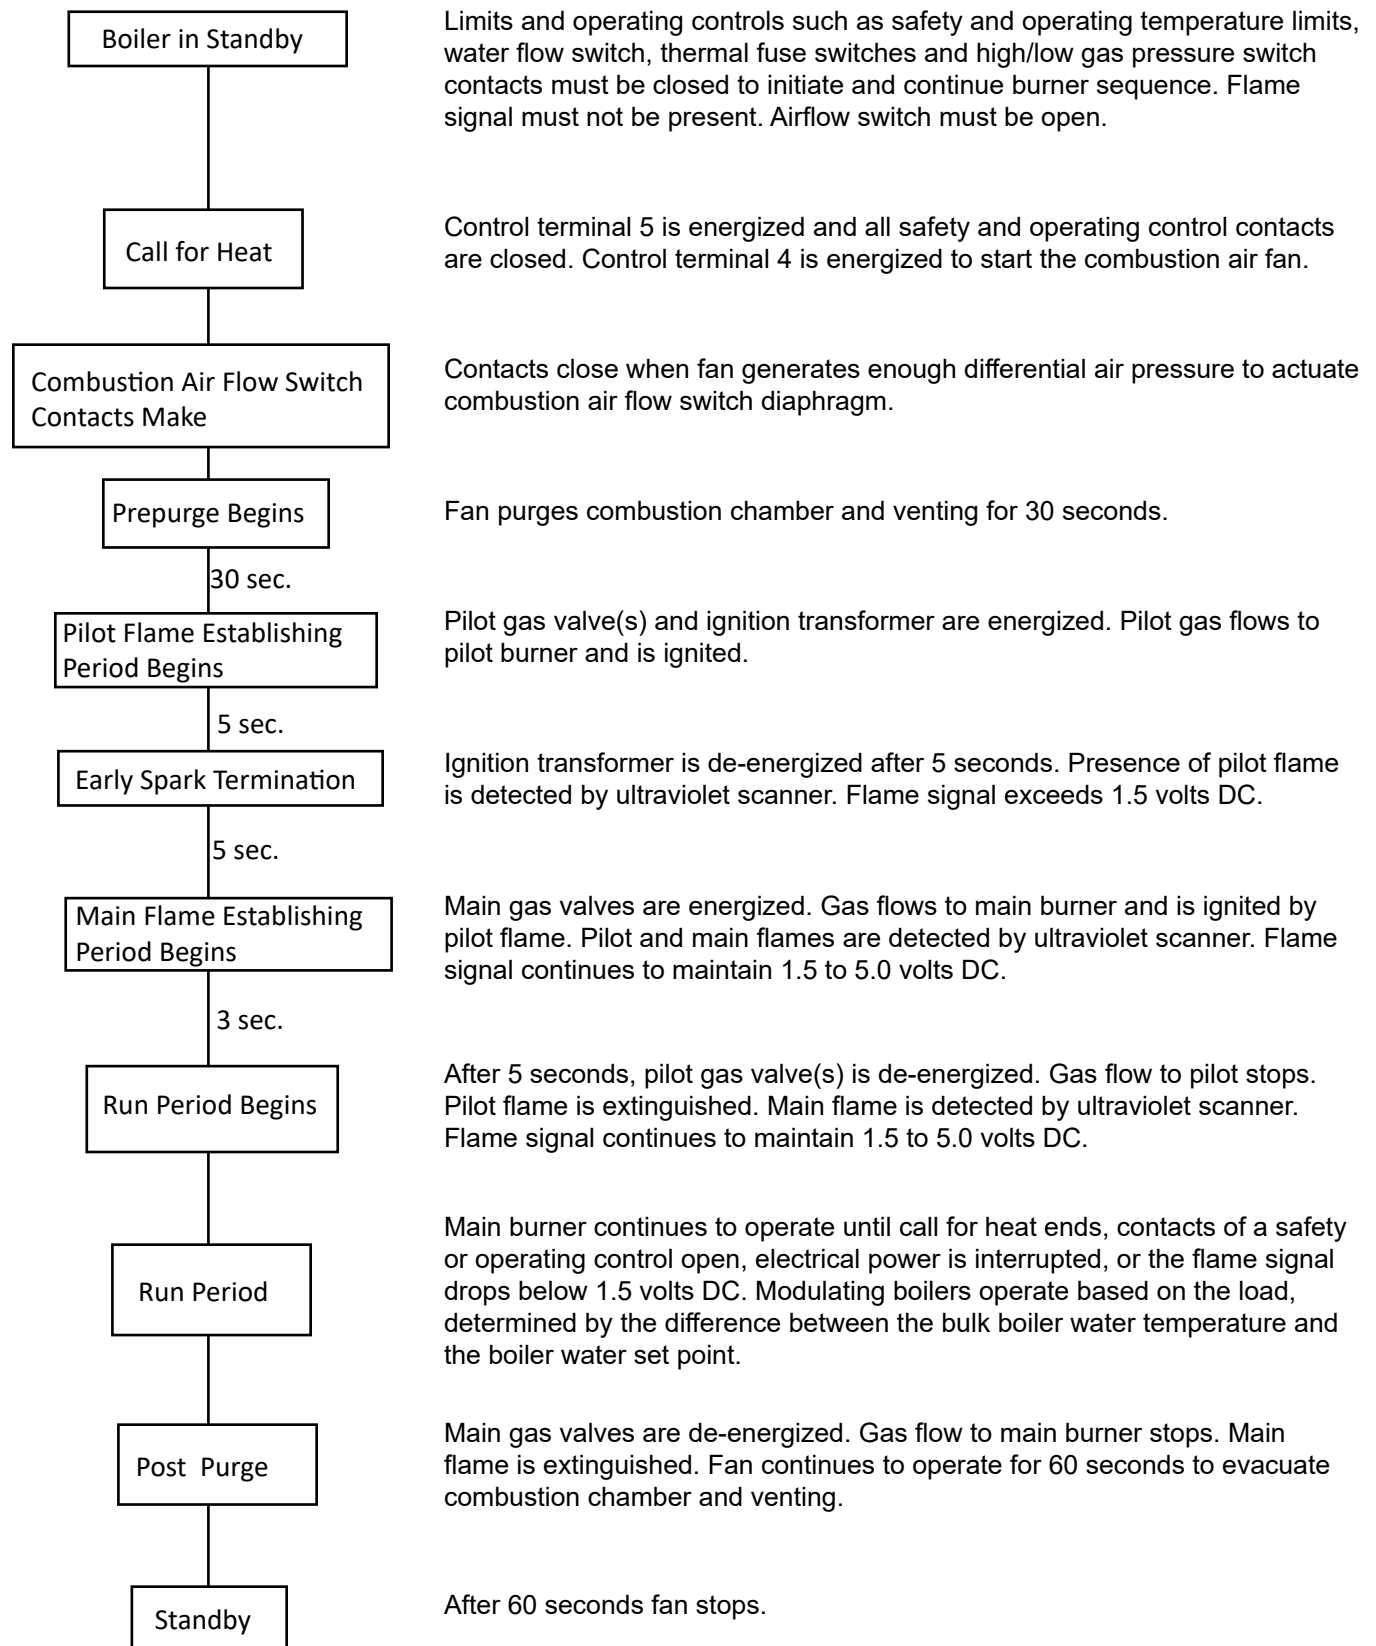 Boiler in Standby
Limits and operating controls such as safety and operating temperature limits,
water flow switch, thermal fuse switches and high/low gas pressure switch
contacts must be closed to initiate and continue burner sequence. Flame
signal must not be present. Airflow switch must be open.
Call for Heat
Control terminal 5 is energized and all safety and operating control contacts
are closed. Control terminal 4 is energized to start the combustion air fan.
Combustion Air Flow Switch
Contacts Make
Contacts close when fan generates enough differential air pressure to actuate
combustion air flow switch diaphragm.
Prepurge Begins
Fan purges combustion chamber and venting for 30 seconds.
30 sec.
Pilot Flame Establishing
Period Begins
Pilot gas valve(s) and ignition transformer are energized. Pilot gas flows to
pilot burner and is ignited.
5 sec.
Early Spark Termination
Ignition transformer is de-energized after 5 seconds. Presence of pilot flame
is detected by ultraviolet scanner. Flame signal exceeds 1.5 volts DC.
5 sec.
Main Flame Establishing
Period Begins
Main gas valves are energized. Gas flows to main burner and is ignited by
pilot flame. Pilot and main flames are detected by ultraviolet scanner. Flame
signal continues to maintain 1.5 to 5.0 volts DC.
3 sec.
Run Period Begins
After 5 seconds, pilot gas valve(s) is de-energized. Gas flow to pilot stops.
Pilot flame is extinguished. Main flame is detected by ultraviolet scanner.
Flame signal continues to maintain 1.5 to 5.0 volts DC.
Run Period
Main burner continues to operate until call for heat ends, contacts of a safety
or operating control open, electrical power is interrupted, or the flame signal
drops below 1.5 volts DC. Modulating boilers operate based on the load,
determined by the difference between the bulk boiler water temperature and
the boiler water set point.
Post Purge
Main gas valves are de-energized. Gas flow to main burner stops. Main
flame is extinguished. Fan continues to operate for 60 seconds to evacuate
combustion chamber and venting.
Standby
After 60 seconds fan stops.